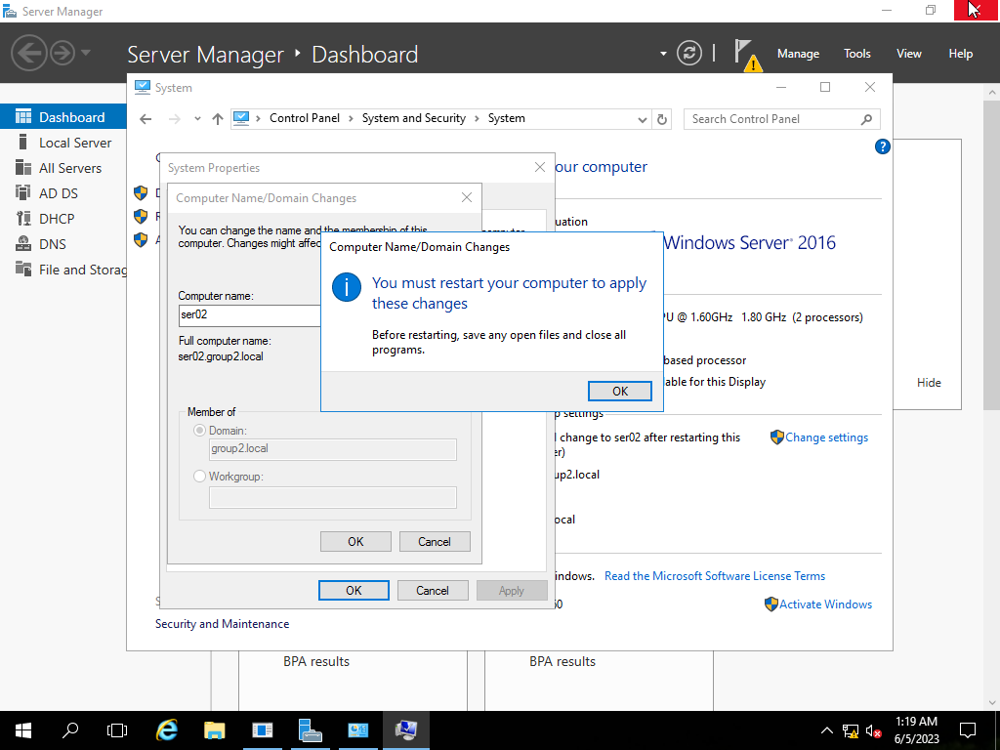 Server Manager
Server Manager ‣ Dashboard
Manage
Tools
View
Help
System
Control Panel > System and Security > System
Search Control Panel
Dashboard
Local Server
All Servers
AD DS
DHCP
DNS
File and Storag
System Properties
Computer Name/Domain Changes
You can change the name and the membership of this
computer. Changes might affec
Computer name:
ser02
Full computer name:
ser02.group2.local
Member of
Domain:
group2.local
Workgroup:
OK
Cancel
OK
Cancel
Apply
Security and Maintenance
Computer Name/Domain Changes
You must restart your computer to apply
these changes
Before restarting, save any open files and close all
programs.
OK
our computer
Windows Server® 2016
PU @ 1.60GHz 1.80 GHz (2 processors)
based processor
lable for this Display
settings
change to ser02 after restarting this
er)
Change settings
up2.local
ocal
indows. Read the Microsoft Software License Terms
Activate Windows
Hide
BPA results
BPA results
1:19 AM
6/5/2023